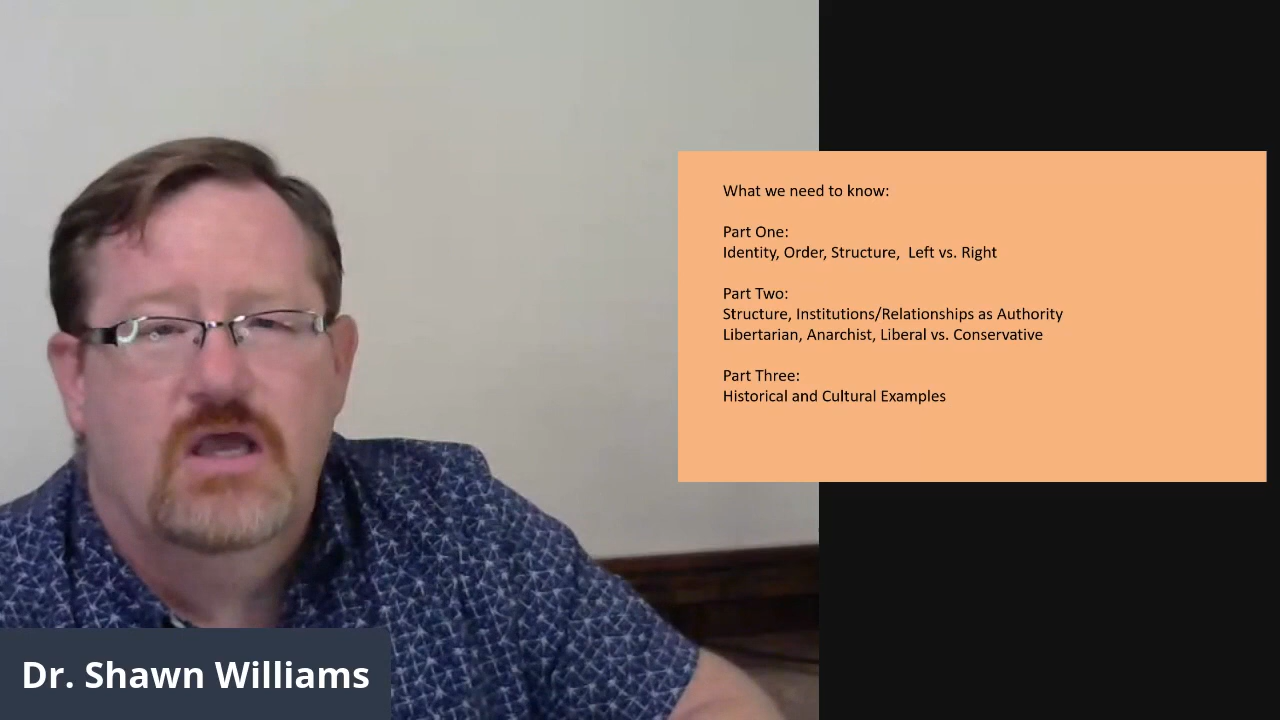 What we need to know:
Part One:
Identity, Order, Structure,  Left vs. Right
Part Two:
Structure, Institutions/Relationships as Authority
Libertarian, Anarchist, Liberal vs. Conservative
Part Three:
Historical and Cultural Examples
Dr. Shawn Williams